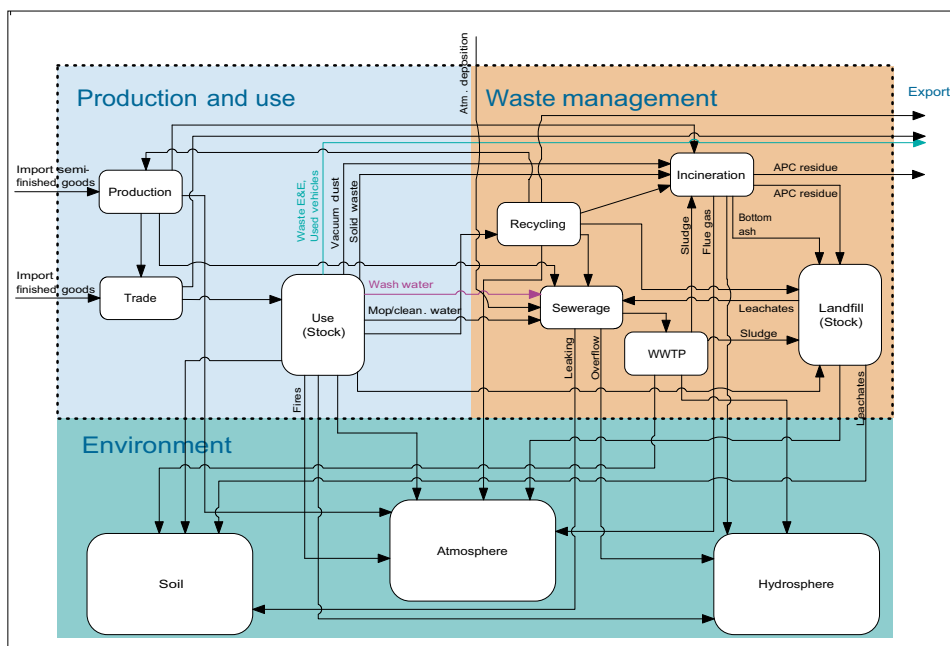 Atm. deposition
Production and use
Waste management
Export
Import semi-
finished goods
Production
Waste E&E,
Used vehicles
Vacuum dust
Solid waste
Recycling
Sludge
Flue gas
Incineration
APC residue
APC residue
Bottom
ash
Import
finished goods
Trade
Use
(Stock)
Wash water
Mop/clean. water
Sewerage
Leachates
Landfill
(Stock)
WWTP
Sludge
Leaking
Overflow
Fires
Leachates
Environment
Soil
Atmosphere
Hydrosphere